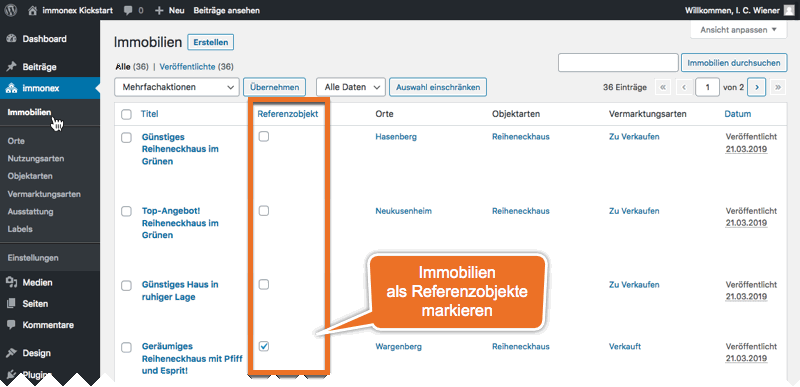 immonex Kickstart 0 + Neu Beiträge ansehen Willkommen, I. C. Wiener
Ansicht anpassen
Dashboard
Beiträge
immonex
Immobilien
Orte
Nutzungsarten
Objektarten
Vermarktungsarten
Ausstattung
Labels
Einstellungen
Medien
Seiten
Kommentare
Design
Plugins
Immobilien Erstellen
Alle (36) | Veröffentlichte (36)
Immobilien durchsuchen
Mehrfachaktionen Übernehmen Alle Daten Auswahl einschränken 36 Einträge « ‹ 1 von 2 › »
Titel Referenzobjekt Orte Objektarten Vermarktungsarten Datum
Günstiges Hasenberg Reiheneckhaus Zu Verkaufen Veröffentlicht
Reiheneckhaus im 21.03.2019
Grünen
Top-Angebot! Neukusenheim Reiheneckhaus Zu Verkaufen Veröffentlicht
Reiheneckhaus im 21.03.2019
Grünen
Günstiges Haus in Zu Verkaufen Veröffentlicht
ruhiger Lage 21.03.2019
Immobilien
als Referenzobjekte
markieren
Geräumiges Wargenberg Reiheneckhaus Verkauft Veröffentlicht
Reiheneckhaus mit Pfiff 21.03.2019
und Esprit!